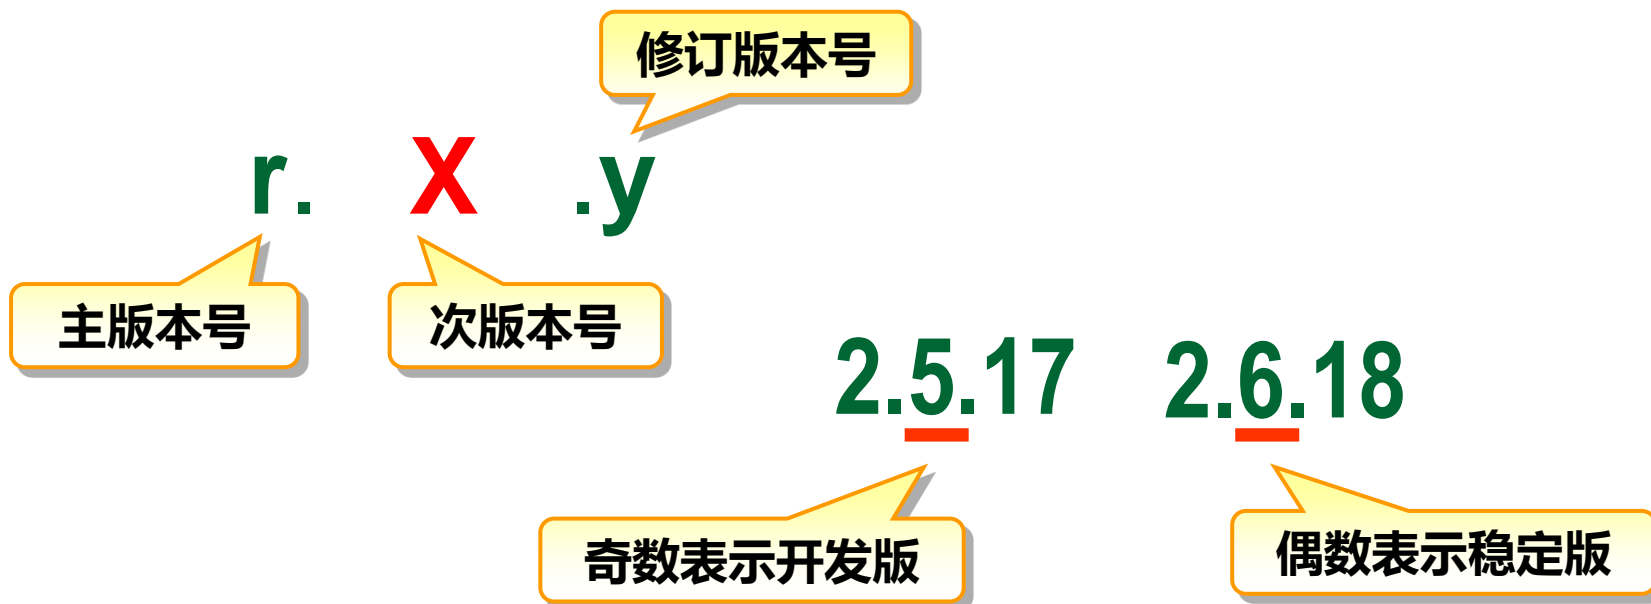 修订版本号
r. X .y
主版本号 次版本号
2.5.17 2.6.18
奇数表示开发版 偶数表示稳定版